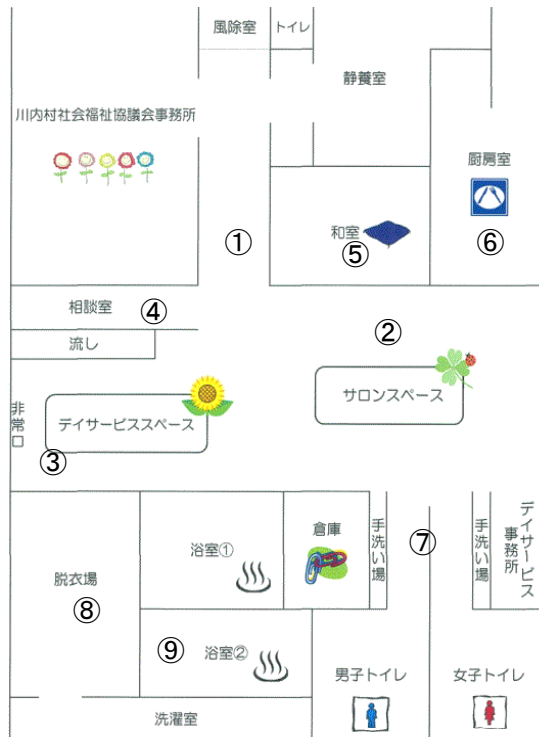 風除室
トイレ
静養室
川内村社会福祉協議会事務所
厨房室
①
和室
⑤
⑥
相談室
④
②
流し
サロンスペース
非常口
デイサービススペース
③
浴室①
倉庫
手洗い場
⑦
手洗い場
デイサービス
事務所
脱衣場
⑧
⑨
浴室②
男子トイレ
女子トイレ
洗濯室